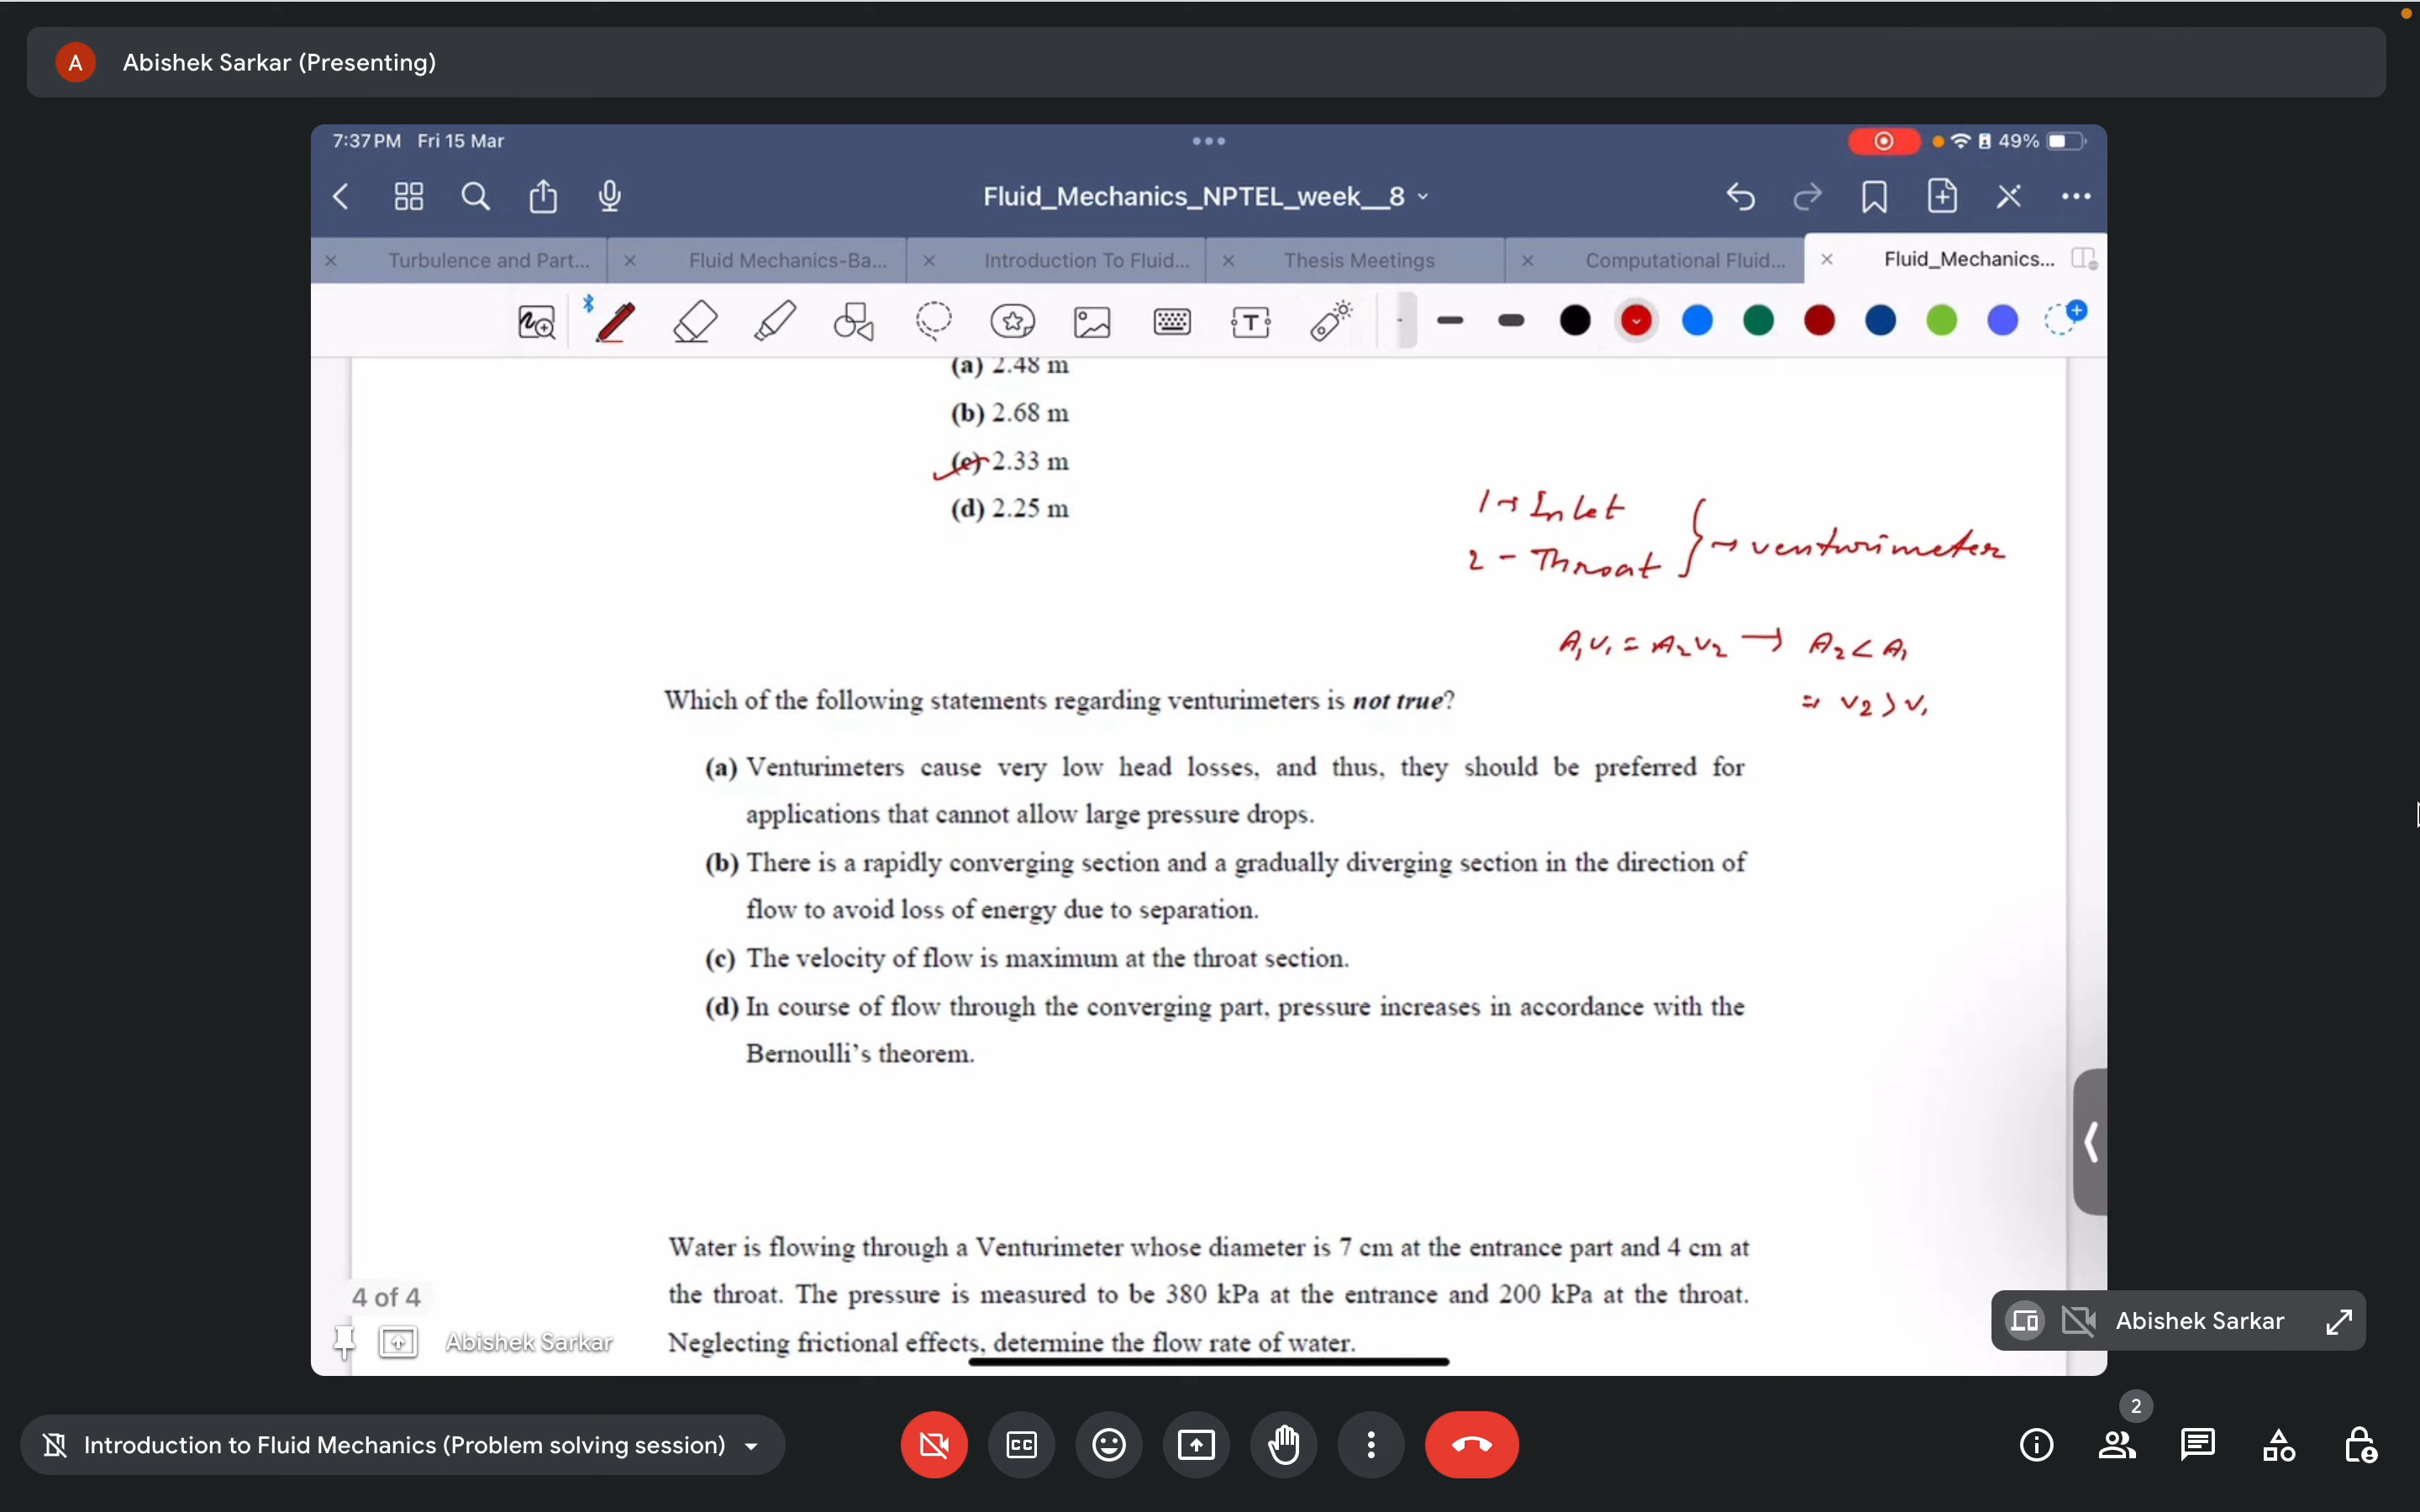 A Abishek Sarkar (Presenting)
7:37 PM Fri 15 Mar
49%
Fluid_Mechanics_NPTEL_week__8
Turbulence and Part...
Fluid Mechanics-Ba...
Introduction To Fluid...
Thesis Meetings
Computational Fluid...
Fluid_Mechanics...
(a) 2.48 m
(b) 2.68 m
(c) 2.33 m
(d) 2.25 m
1 → Inlet
2 - Throat } → venturimeter
A₁v₁ = A₂v₂ → A₂ < A₁
⇒ v₂ > v₁
Which of the following statements regarding venturimeters is not true?
(a) Venturimeters cause very low head losses, and thus, they should be preferred for
applications that cannot allow large pressure drops.
(b) There is a rapidly converging section and a gradually diverging section in the direction of
flow to avoid loss of energy due to separation.
(c) The velocity of flow is maximum at the throat section.
(d) In course of flow through the converging part, pressure increases in accordance with the
Bernoulli's theorem.
Water is flowing through a Venturimeter whose diameter is 7 cm at the entrance part and 4 cm at
the throat. The pressure is measured to be 380 kPa at the entrance and 200 kPa at the throat.
Neglecting frictional effects, determine the flow rate of water.
4 of 4
Abishek Sarkar
Abishek Sarkar
Introduction to Fluid Mechanics (Problem solving session)
CC
2